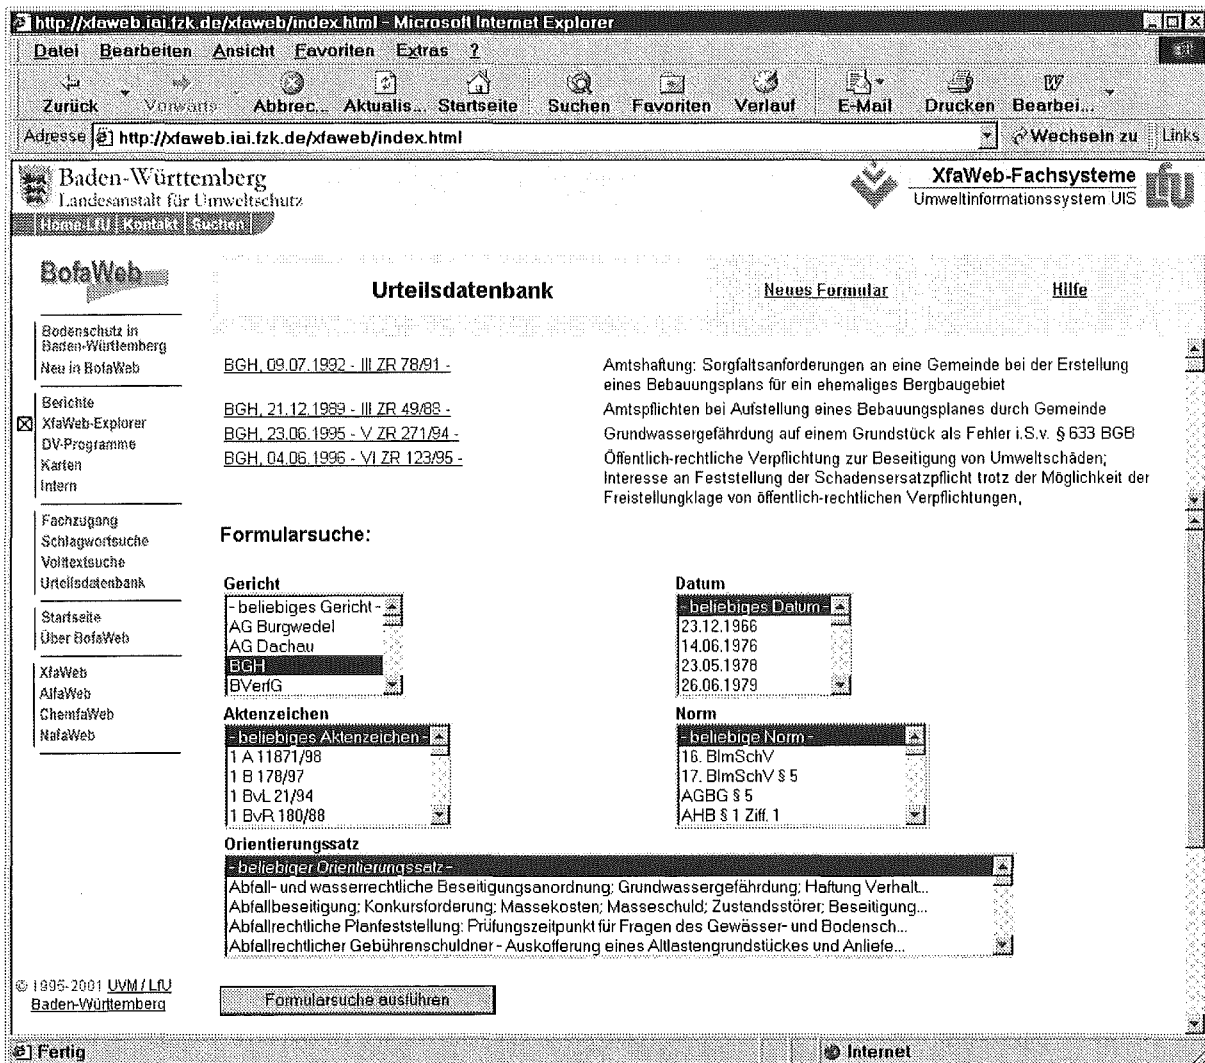 http://xfaweb.iai.fzk.de/xfaweb/index.html - Microsoft Internet Explorer
Datei Bearbeiten Ansicht Favoriten Extras ?
Zurück Vorwärts Abbrec... Aktualis... Startseite Suchen Favoriten Verlauf E-Mail Drucken Bearbei...
Adresse http://xfaweb.iai.fzk.de/xfaweb/index.html Wechseln zu Links
Baden-Württemberg
Landesanstalt für Umweltschutz
XfaWeb-Fachsysteme
Umweltinformationssystem UIS
LfU
Home LfU Kontakt Suchen
BofaWeb
Urteilsdatenbank
Neues Formular
Hilfe
Bodenschutz in
Baden-Württemberg
Neu in BofaWeb
Berichte
XfaWeb-Explorer
DV-Programme
Karten
Intern
Fachzugang
Schlagwortsuche
Volltextsuche
Urteilsdatenbank
Startseite
Über BofaWeb
XfaWeb
AlfaWeb
ChemfaWeb
NafaWeb
© 1995-2001 UVM / LfU
Baden-Württemberg
BGH, 09.07.1992 - III ZR 78/91 - Amtshaftung: Sorgfaltsanforderungen an eine Gemeinde bei der Erstellung
eines Bebauungsplans für ein ehemaliges Bergbaugebiet
BGH, 21.12.1989 - III ZR 49/88 - Amtspflichten bei Aufstellung eines Bebauungsplanes durch Gemeinde
BGH, 23.06.1995 - V ZR 271/94 - Grundwassergefährdung auf einem Grundstück als Fehler i.S.v. § 633 BGB
BGH, 04.06.1996 - VI ZR 123/95 - Öffentlich-rechtliche Verpflichtung zur Beseitigung von Umweltschäden;
Interesse an Feststellung der Schadensersatzpflicht trotz der Möglichkeit der
Freistellungklage von öffentlich-rechtlichen Verpflichtungen,
Formularsuche:
Gericht
- beliebiges Gericht -
AG Burgwedel
AG Dachau
BGH
BVerfG
Datum
- beliebiges Datum -
23.12.1966
14.06.1976
23.05.1978
26.06.1979
Aktenzeichen
- beliebiges Aktenzeichen -
1 A 11871/98
1 B 178/97
1 BvL 21/94
1 BvR 180/88
Norm
- beliebige Norm -
16. BImSchV
17. BImSchV § 5
AGBG § 5
AHB § 1 Ziff. 1
Orientierungssatz
- beliebiger Orientierungssatz -
Abfall- und wasserrechtliche Beseitigungsanordnung; Grundwassergefährdung; Haftung Verhalt...
Abfallbeseitigung; Konkursforderung; Massekosten; Masseschuld; Zustandsstörer; Beseitigung...
Abfallrechtliche Planfeststellung: Prüfungszeitpunkt für Fragen des Gewässer- und Bodensch...
Abfallrechtlicher Gebührenschuldner - Auskofferung eines Altlastengrundstückes und Anliefe...
Formularsuche ausführen
Fertig
Internet